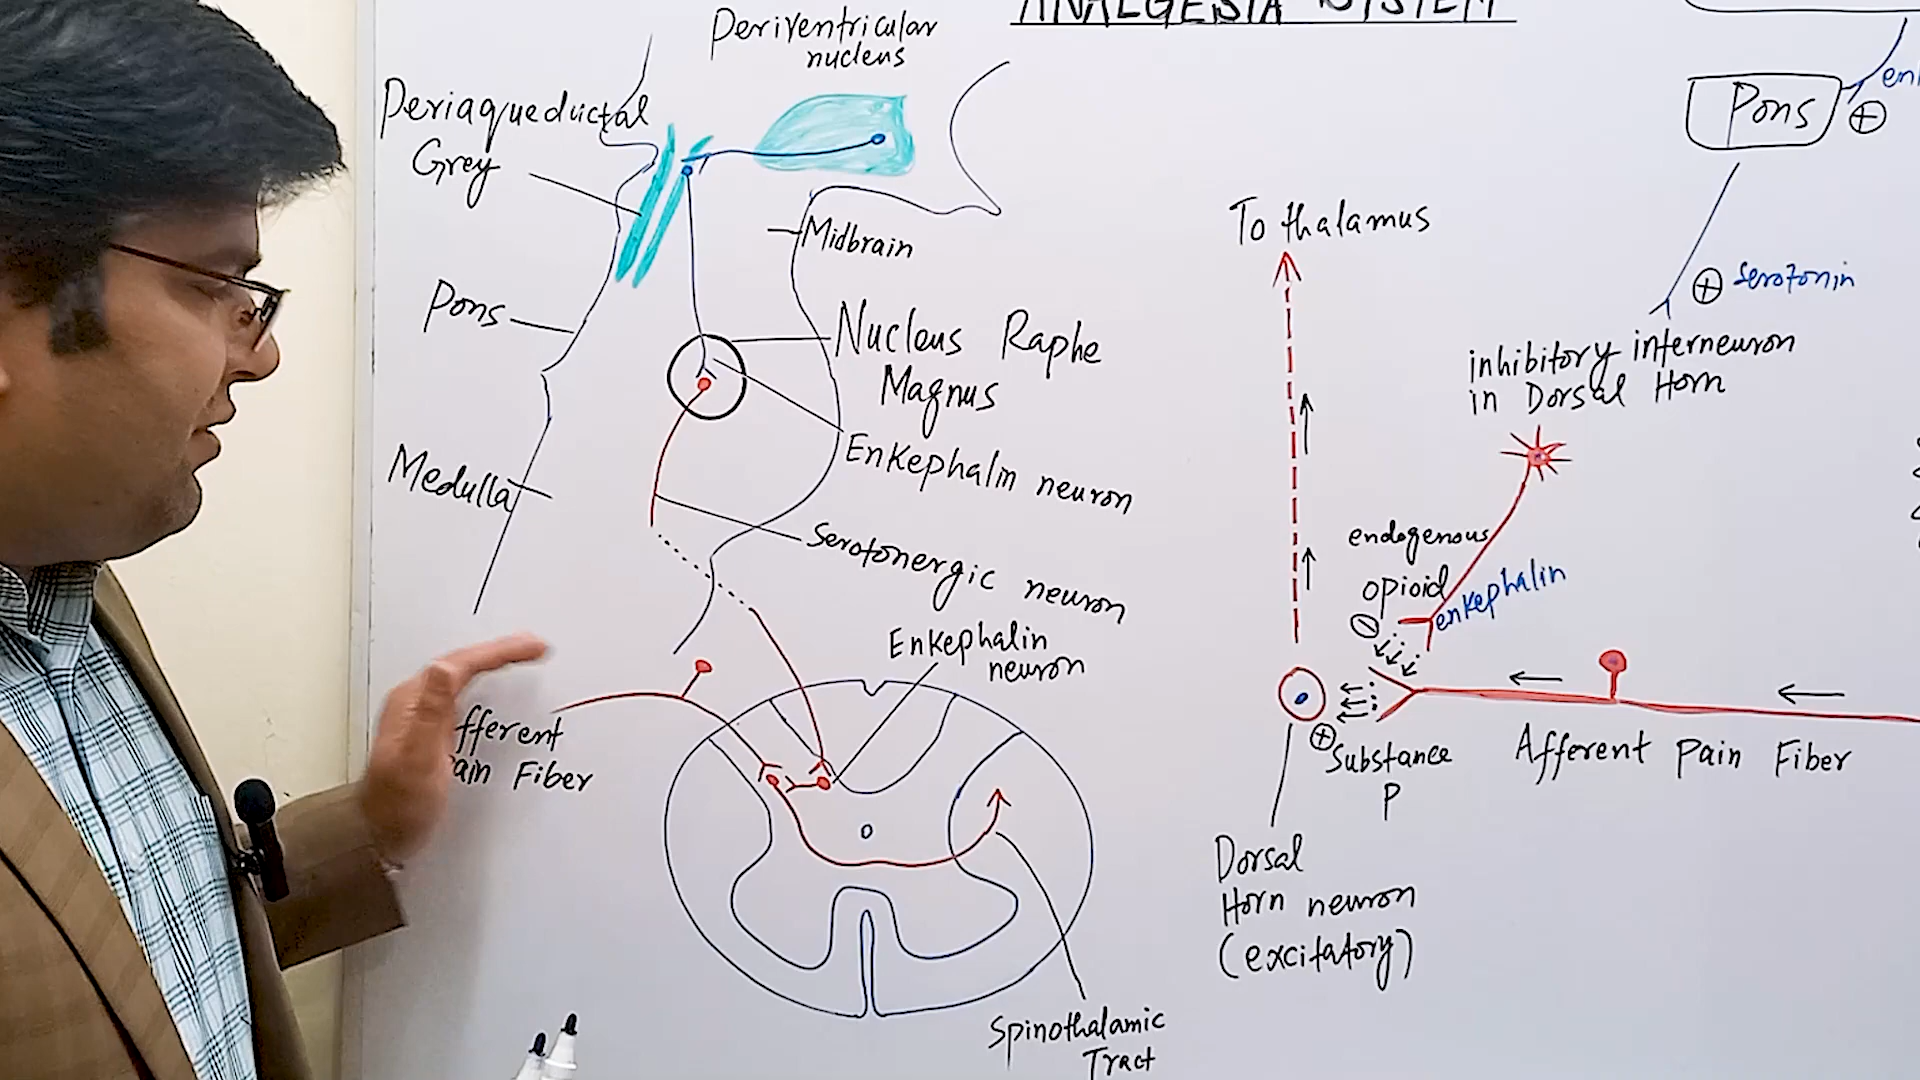 ANALGESIA SYSTEM
Periventricular
nucleus
Periaqueductal
Grey
Midbrain
Pons
Nucleus Raphe
Magnus
Medulla
Enkephalin neuron
Serotonergic neuron
Enkephalin
neuron
fferent
ain Fiber
Spinothalamic
Tract
Pons
+
To thalamus
+ serotonin
inhibitory interneuron
in Dorsal Horn
endogenous
opioid
enkephalin
Substance
P
Afferent Pain Fiber
Dorsal
Horn neuron
(excitatory)